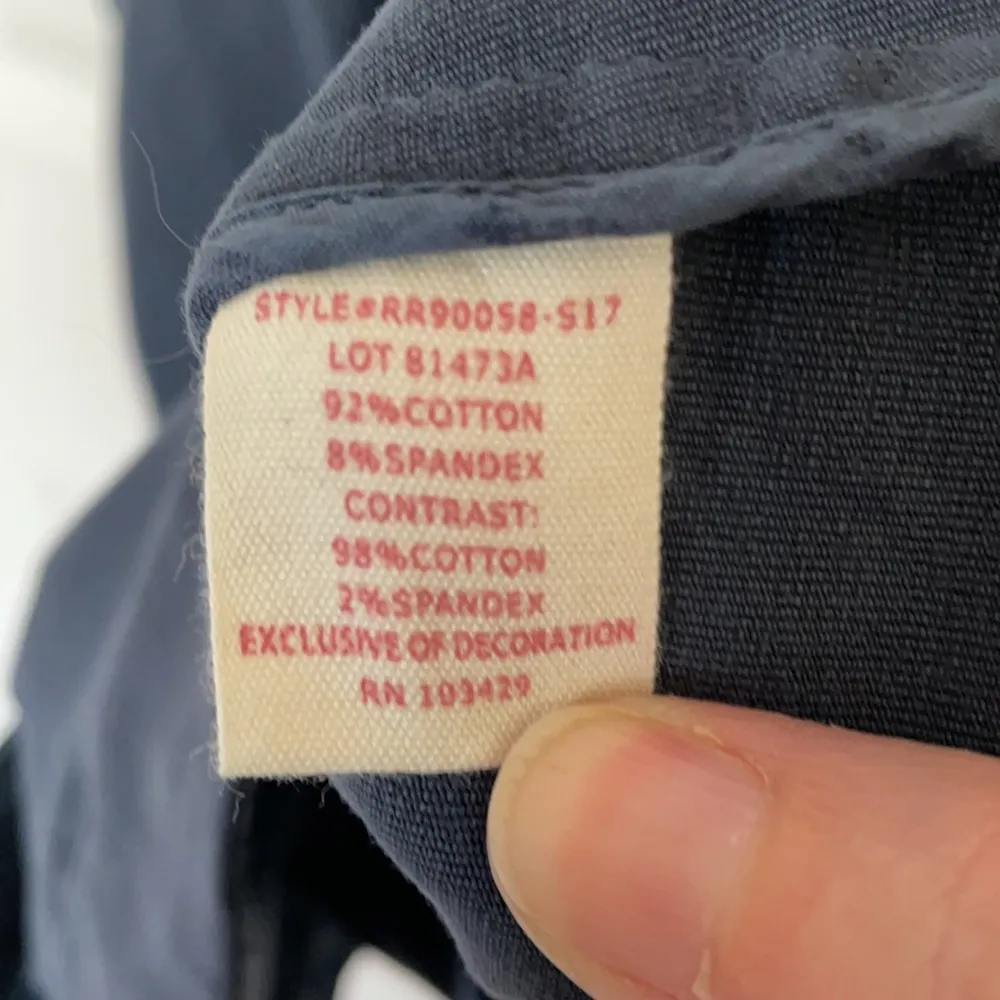 STYLE#RR90058-S17
LOT 81473A
92%COTTON
8%SPANDEX
CONTRAST:
98%COTTON
2%SPANDEX
EXCLUSIVE OF DECORATION
RN 103429